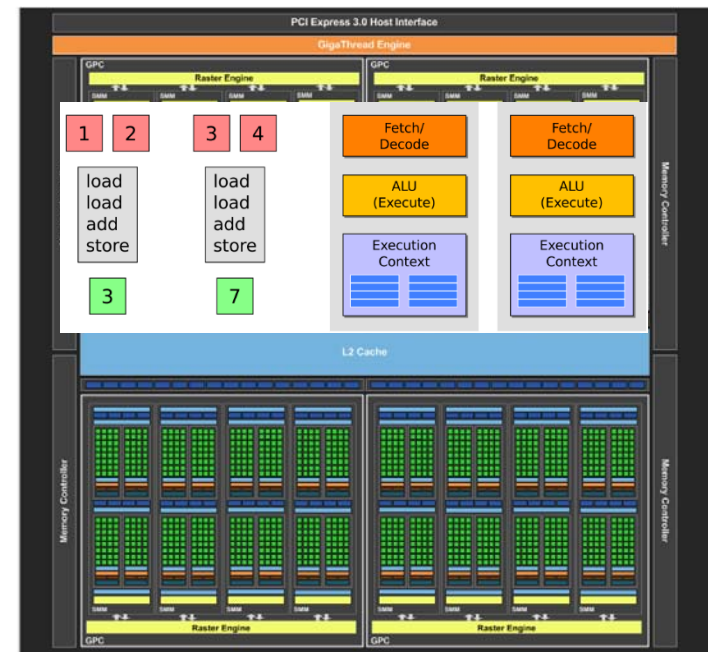 PCI Express 3.0 Host Interface
GigaThread Engine
GPC
GPC
Raster Engine
Raster Engine
SMM SMM SMM SMM
SMM SMM SMM SMM
1 2
3 4
load
load
add
store
load
load
add
store
3
7
Fetch/
Decode
ALU
(Execute)
Execution
Context
Fetch/
Decode
ALU
(Execute)
Execution
Context
Memory Controller
L2 Cache
Memory Controller
Memory Controller
SMM SMM SMM SMM
SMM SMM SMM SMM
Raster Engine
Raster Engine
GPC
GPC